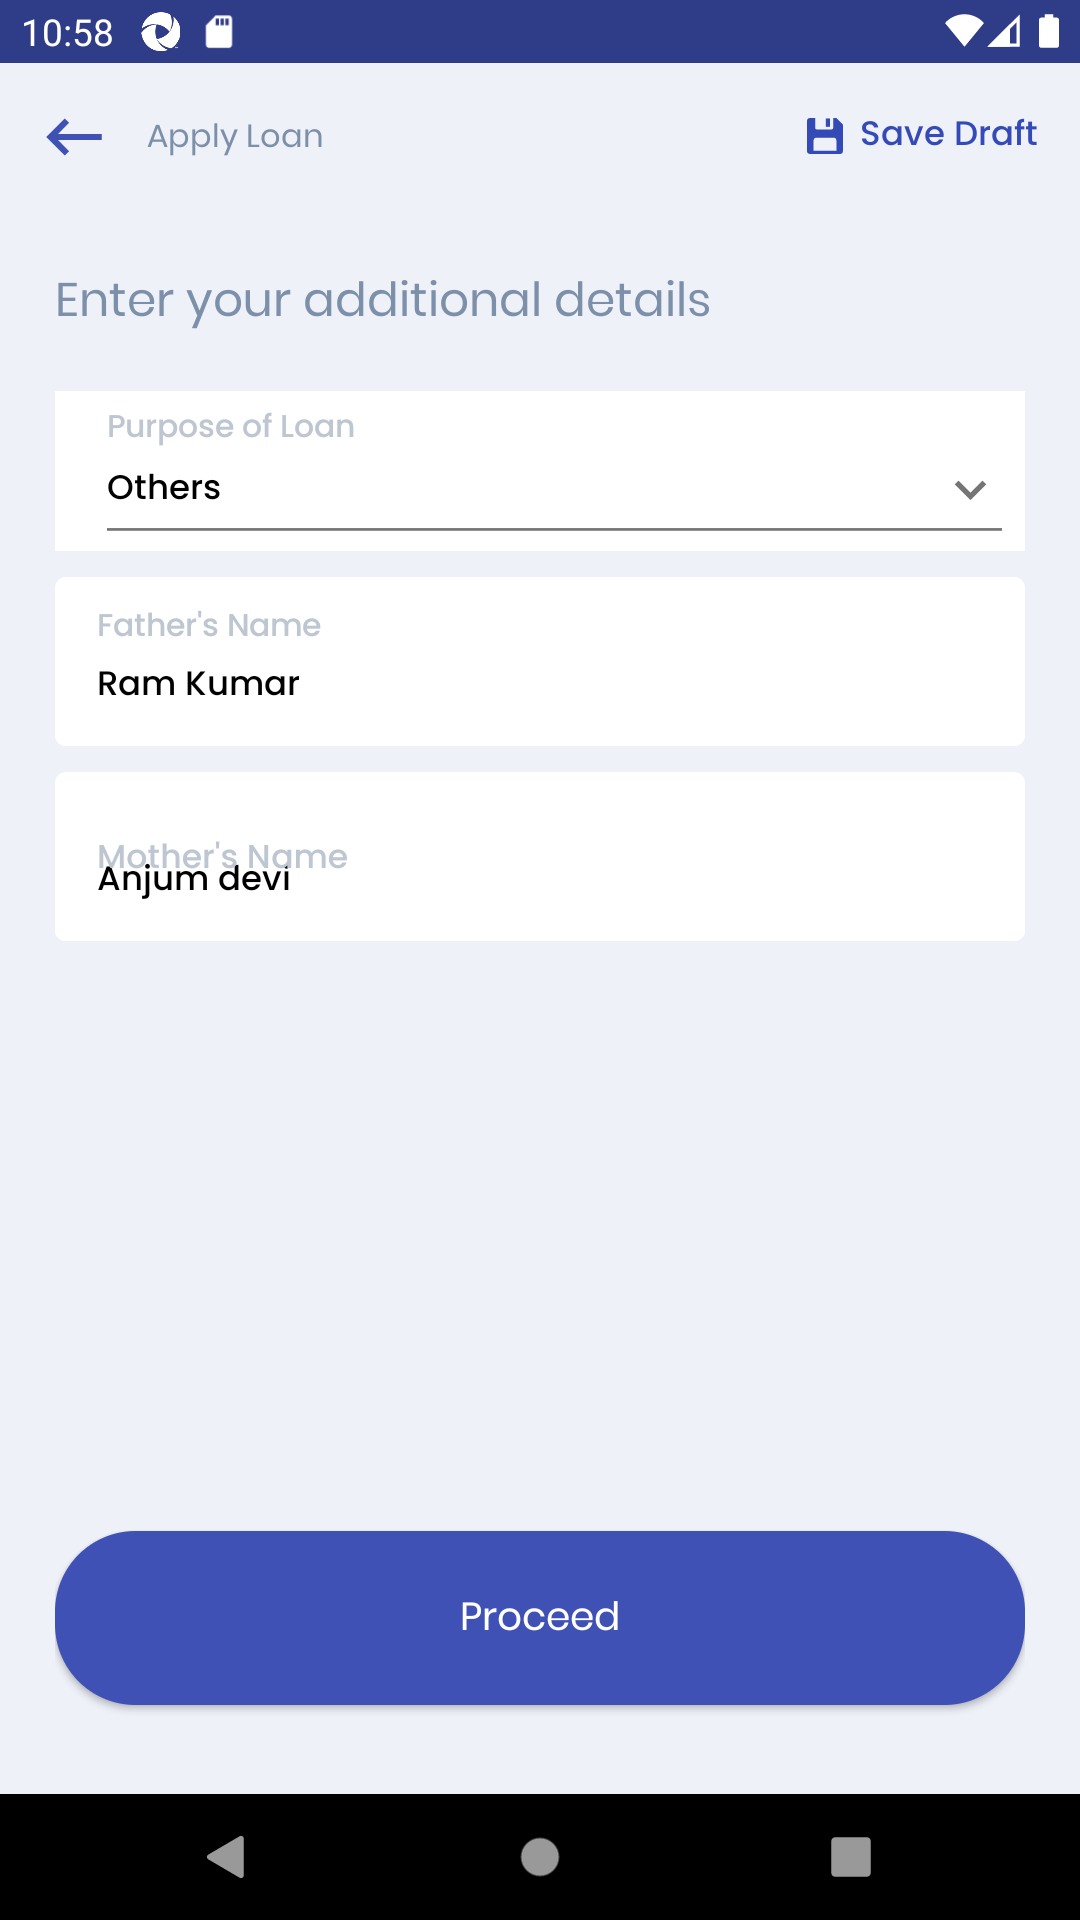 10:58
Apply Loan
Save Draft
Enter your additional details
Purpose of Loan
Others
Father's Name
Ram Kumar
Mother's Name
Anjum devi
Proceed